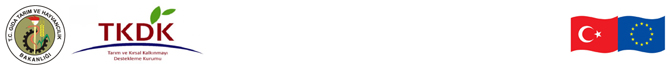 T.C. GIDA TARIM VE HAYVANCILIK
BAKANLIĞI
TKDK
Tarım ve Kırsal Kalkınmayı
Destekleme Kurumu